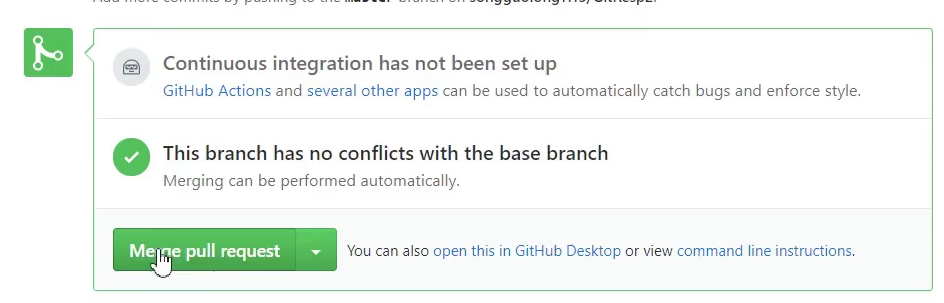 Add more commits by pushing to the master branch on
Continuous integration has not been set up
GitHub Actions and several other apps can be used to automatically catch bugs and enforce style.
This branch has no conflicts with the base branch
Merging can be performed automatically.
Merge pull request
You can also open this in GitHub Desktop or view command line instructions.